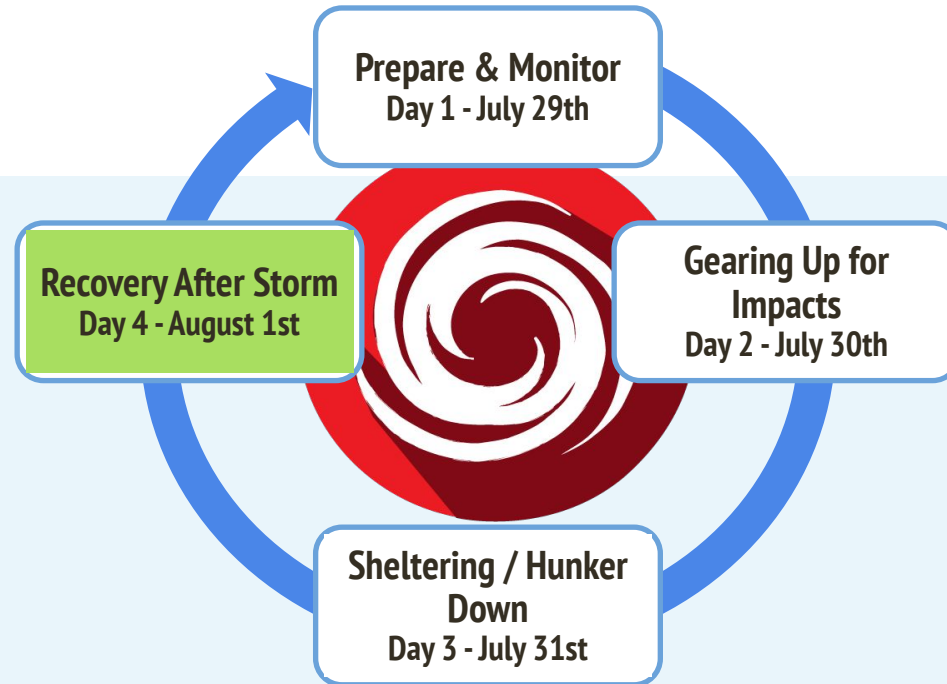 Prepare & Monitor
Day 1 - July 29th
Gearing Up for
Impacts
Day 2 - July 30th
Sheltering / Hunker
Down
Day 3 - July 31st
Recovery After Storm
Day 4 - August 1st